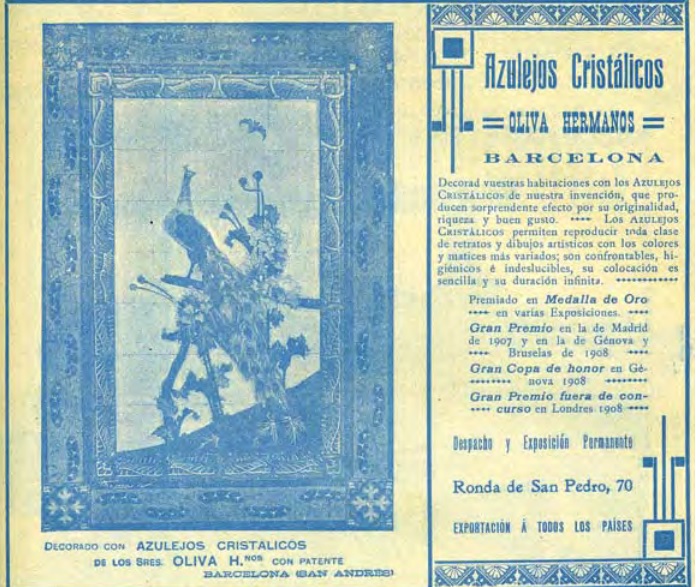 DECORADO CON AZULEJOS CRISTALICOS
DE LOS SRES. OLIVA H.NOS CON PATENTE
BARCELONA (SAN ANDRÉS)
Azulejos Cristálicos
OLIVA HERMANOS
BARCELONA
Decorad vuestras habitaciones con los AZULEJOS
CRISTÁLICOS de nuestra invención, que pro-
ducen sorprendente efecto por su originalidad,
riqueza y buen gusto. Los AZULEJOS
CRISTÁLICOS permiten reproducir toda clase
de retratos y dibujos artísticos con los colores
y matices más variados; son confrontables, hi-
giénicos é indeslucibles, su colocación es
sencilla y su duración infinita.
Premiado en Medalla de Oro
en varias Exposiciones.
Gran Premio en la de Madrid
de 1907 y en la de Génova y
Bruselas de 1908
Gran Copa de honor en Gé-
nova 1908
Gran Premio fuera de con-
curso en Londres 1908
Despacho y Exposición Permanente
Ronda de San Pedro, 70
EXPORTACIÓN Á TODOS LOS PAÍSES